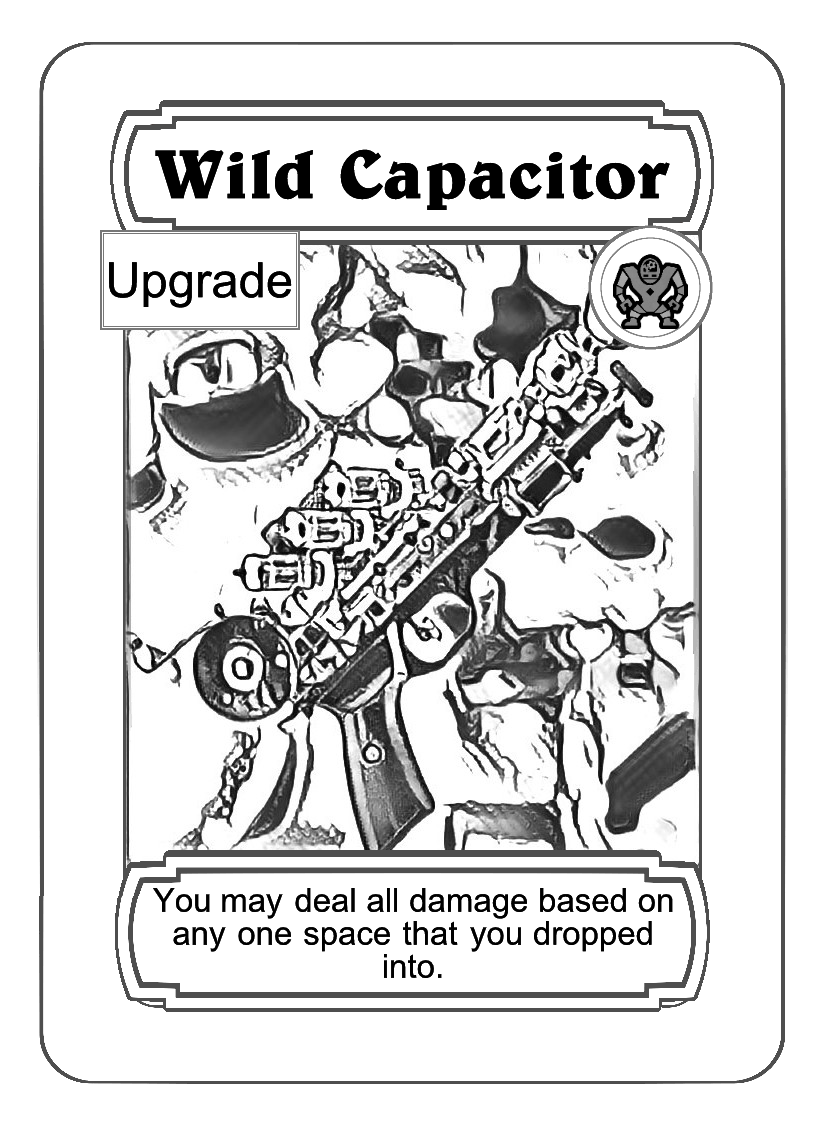 Wild Capacitor
Upgrade
You may deal all damage based on
any one space that you dropped
into.